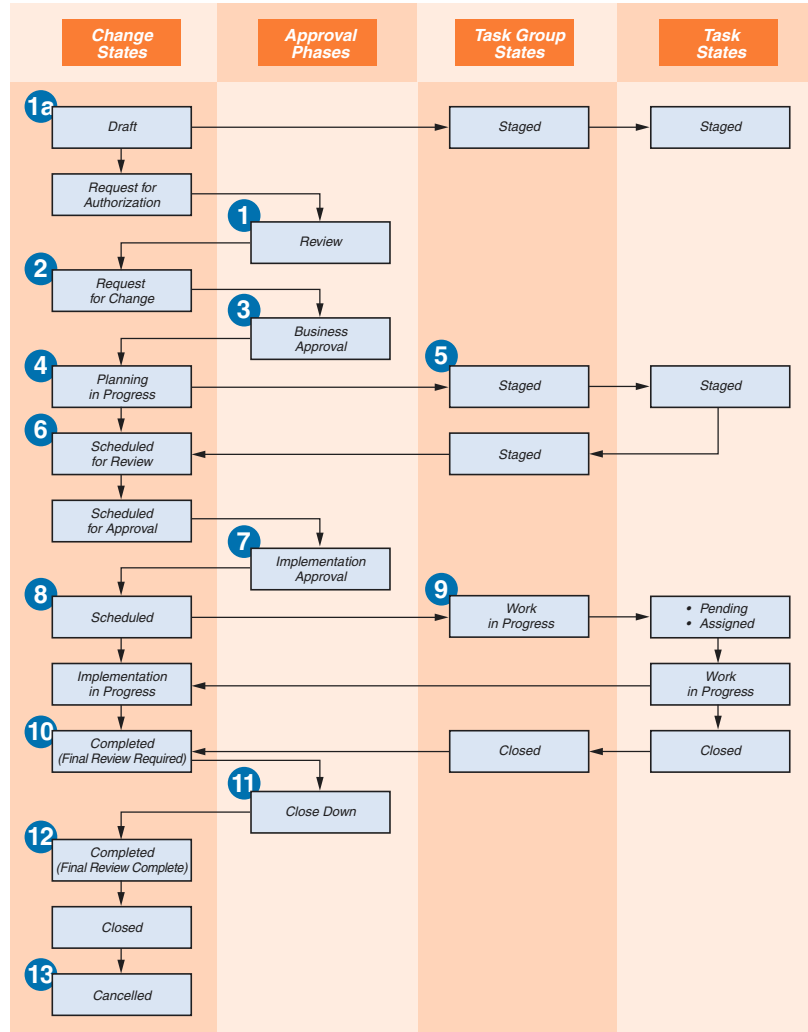 Change
States
Approval
Phases
Task Group
States
Task
States
1a
Draft
Staged
Staged
Request for
Authorization
1
Review
2
Request
for Change
3
Business
Approval
4
Planning
in Progress
5
Staged
Staged
6
Scheduled
for Review
Staged
Scheduled
for Approval
7
Implementation
Approval
8
Scheduled
9
Work
in Progress
• Pending
• Assigned
Implementation
in Progress
Work
in Progress
10
Completed
(Final Review Required)
Closed
Closed
11
Close Down
12
Completed
(Final Review Complete)
Closed
13
Cancelled